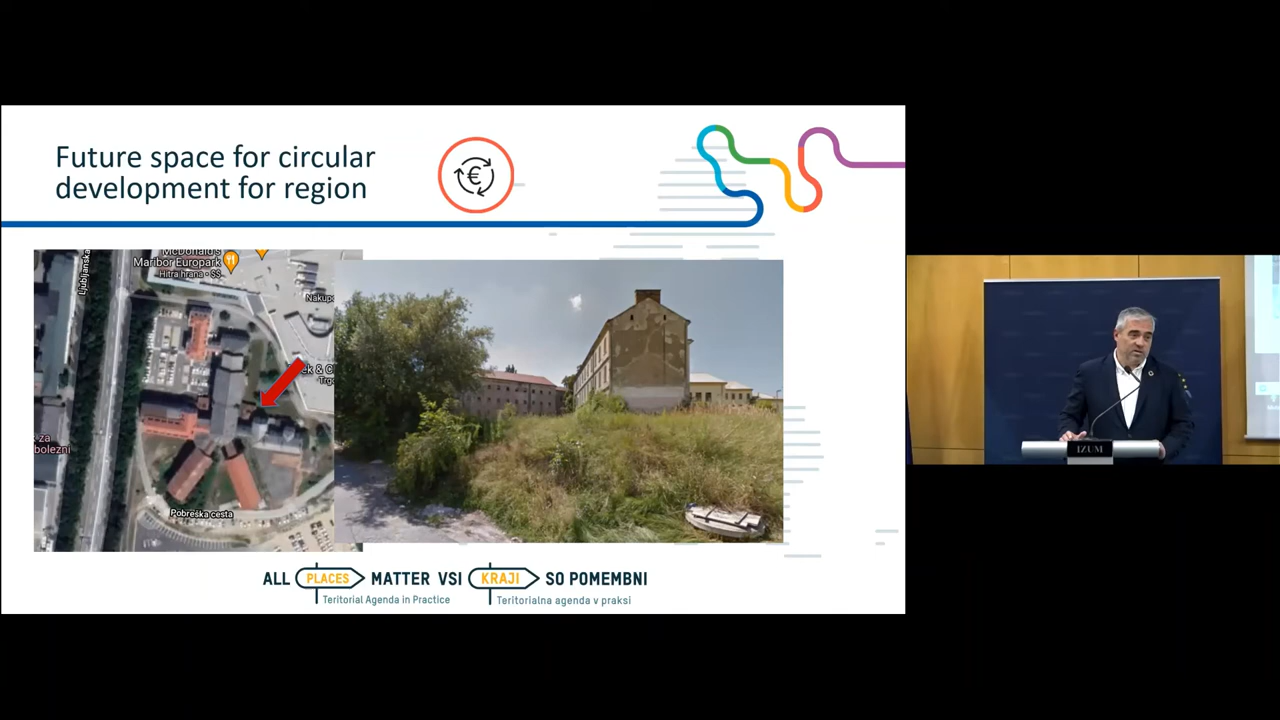 Future space for circular
development for region
€
McDonald's
Maribor Europark
Hitra hrana • $$
Ljubljanska
Nakupo
Trgo
k za
bolezni
Pobreška cesta
ALL PLACES MATTER VSI KRAJI SO POMEMBNI
Teritorial Agenda in Practice
Teritorialna agenda v praksi
IZUM